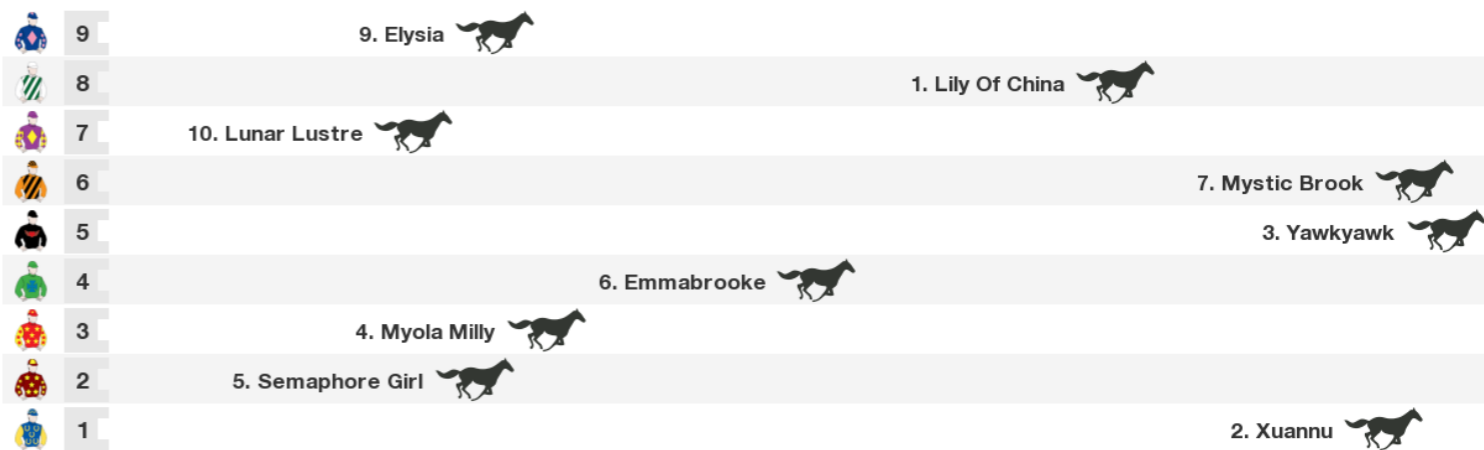 9 9. Elysia
8 1. Lily Of China
7 10. Lunar Lustre
6 7. Mystic Brook
5 3. Yawkyawk
4 6. Emmabrooke
3 4. Myola Milly
2 5. Semaphore Girl
1 2. Xuannu